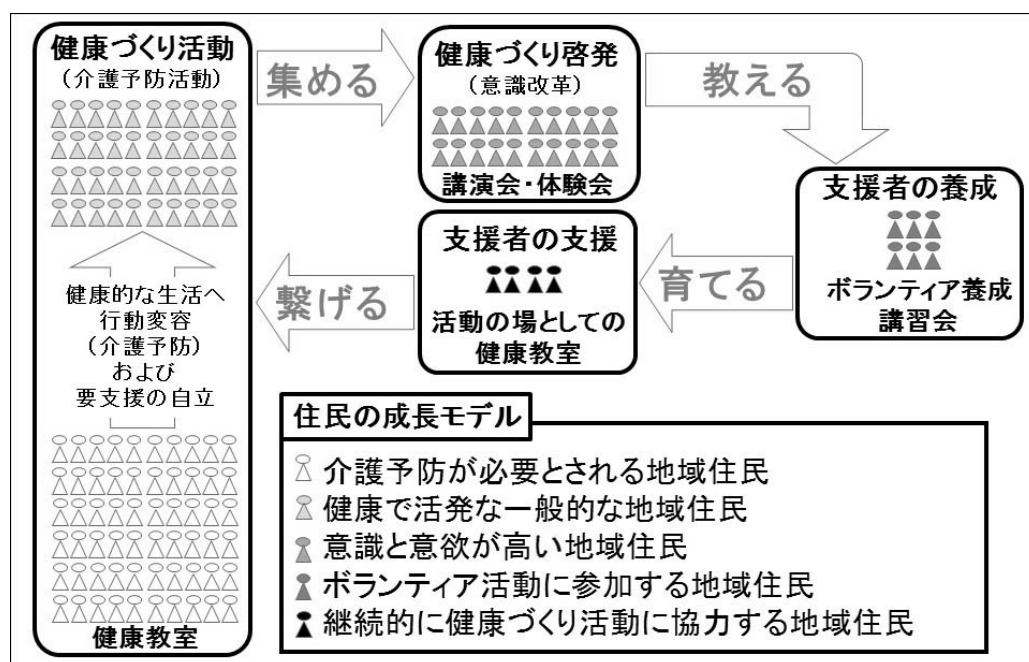 健康づくり活動
(介護予防活動)
集める
健康づくり啓発
(意識改革)
講演会・体験会
教える
支援者の養成
ボランティア養成
講習会
育てる
支援者の支援
活動の場としての
健康教室
繋げる
健康的な生活へ
行動変容
(介護予防)
および
要支援の自立
健康教室
住民の成長モデル
介護予防が必要とされる地域住民
健康で活発な一般的な地域住民
意識と意欲が高い地域住民
ボランティア活動に参加する地域住民
継続的に健康づくり活動に協力する地域住民